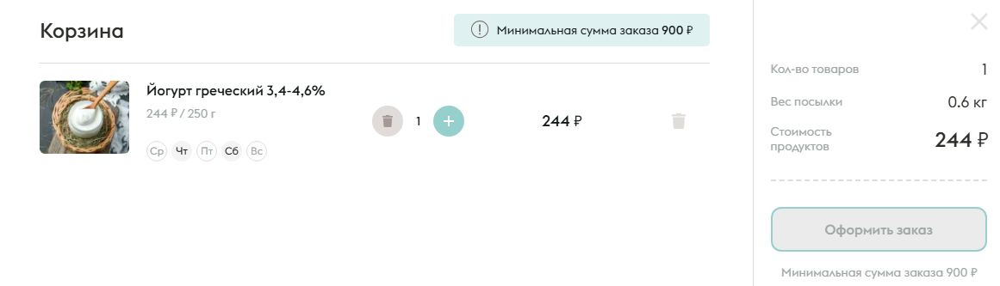 Корзина
Минимальная сумма заказа 900 ₽
Йогурт греческий 3,4-4,6%
244 ₽ / 250 г
1
244 ₽
Ср Чт Пт Сб Вс
Кол-во товаров 1
Вес посылки 0.6 кг
Стоимость
продуктов
244 ₽
Оформить заказ
Минимальная сумма заказа 900 ₽